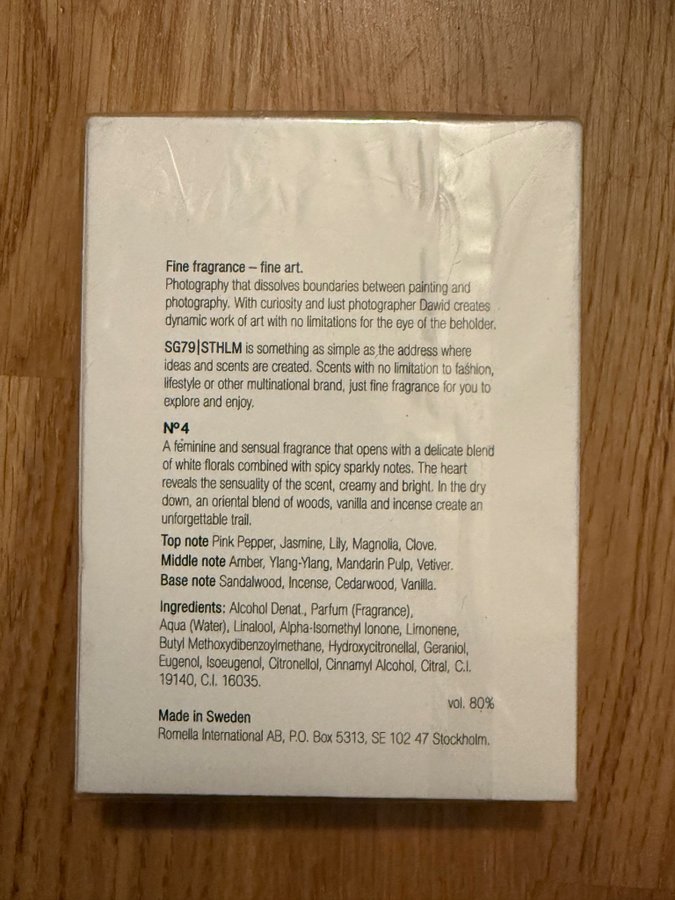 Fine fragrance – fine art.
Photography that dissolves boundaries between painting and
photography. With curiosity and lust photographer Dawid creates
dynamic work of art with no limitations for the eye of the beholder.
SG79|STHLM is something as simple as the address where
ideas and scents are created. Scents with no limitation to fashion,
lifestyle or other multinational brand, just fine fragrance for you to
explore and enjoy.
Nº4
A feminine and sensual fragrance that opens with a delicate blend
of white florals combined with spicy sparkly notes. The heart
reveals the sensuality of the scent, creamy and bright. In the dry
down, an oriental blend of woods, vanilla and incense create an
unforgettable trail.
Top note Pink Pepper, Jasmine, Lily, Magnolia, Clove.
Middle note Amber, Ylang-Ylang, Mandarin Pulp, Vetiver.
Base note Sandalwood, Incense, Cedarwood, Vanilla.
Ingredients: Alcohol Denat., Parfum (Fragrance),
Aqua (Water), Linalool, Alpha-Isomethyl Ionone, Limonene,
Butyl Methoxydibenzoylmethane, Hydroxycitronellal, Geraniol,
Eugenol, Isoeugenol, Citronellol, Cinnamyl Alcohol, Citral, C.I.
19140, C.I. 16035.
vol. 80%
Made in Sweden
Romella International AB, P.O. Box 5313, SE 102 47 Stockholm.